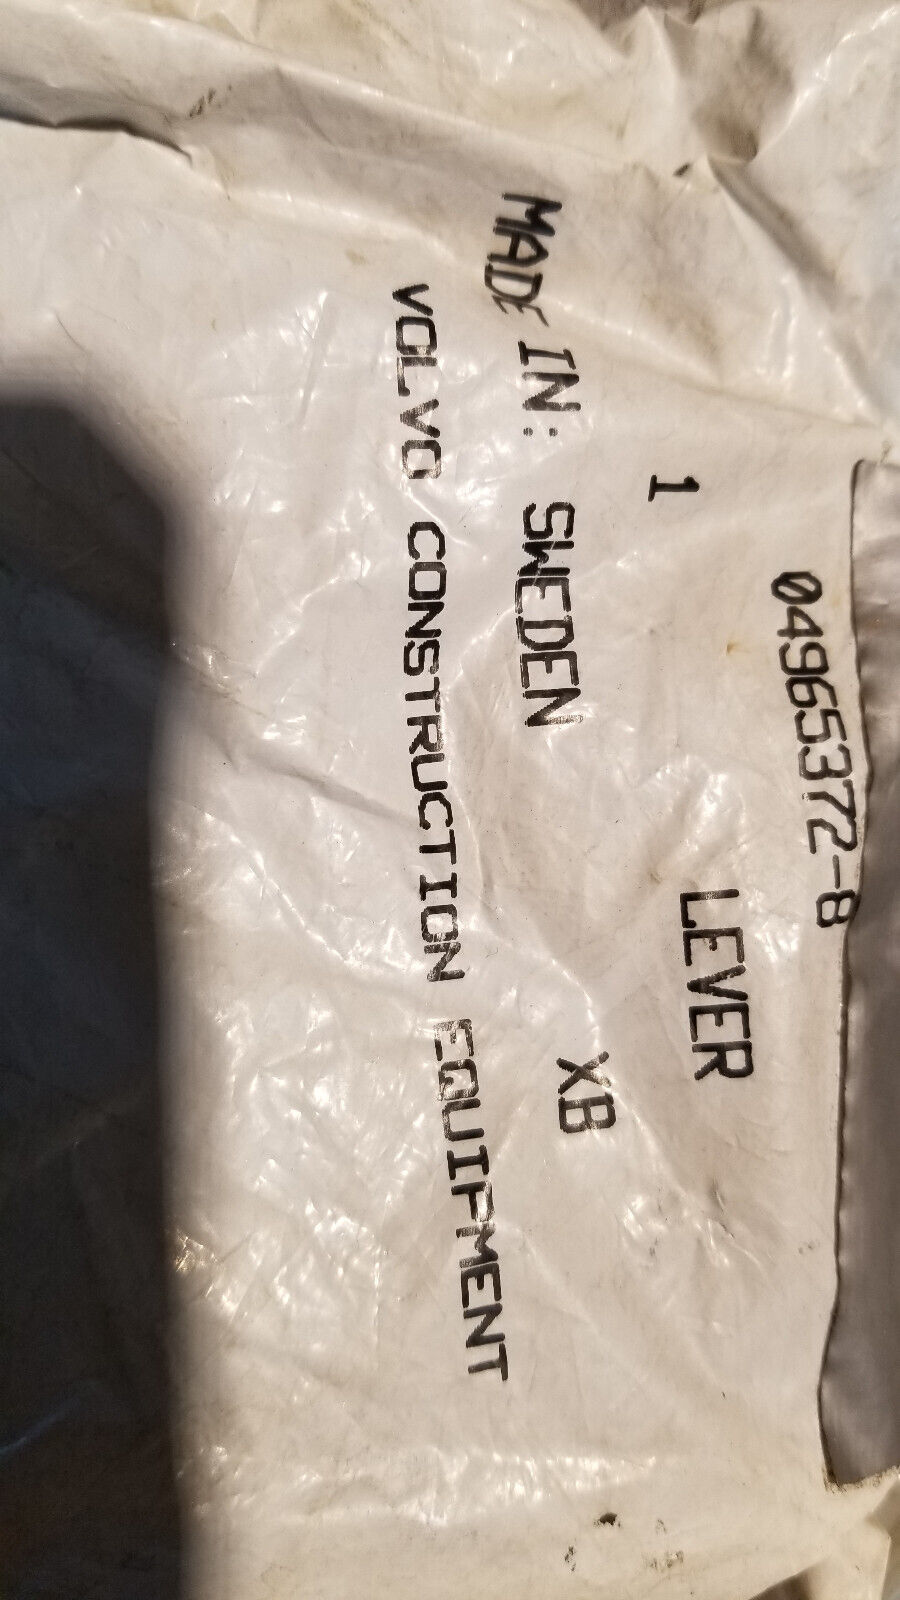 04965372-8
1 LEVER
MADE IN: SWEDEN XB
VOLVO CONSTRUCTION EQUIPMENT